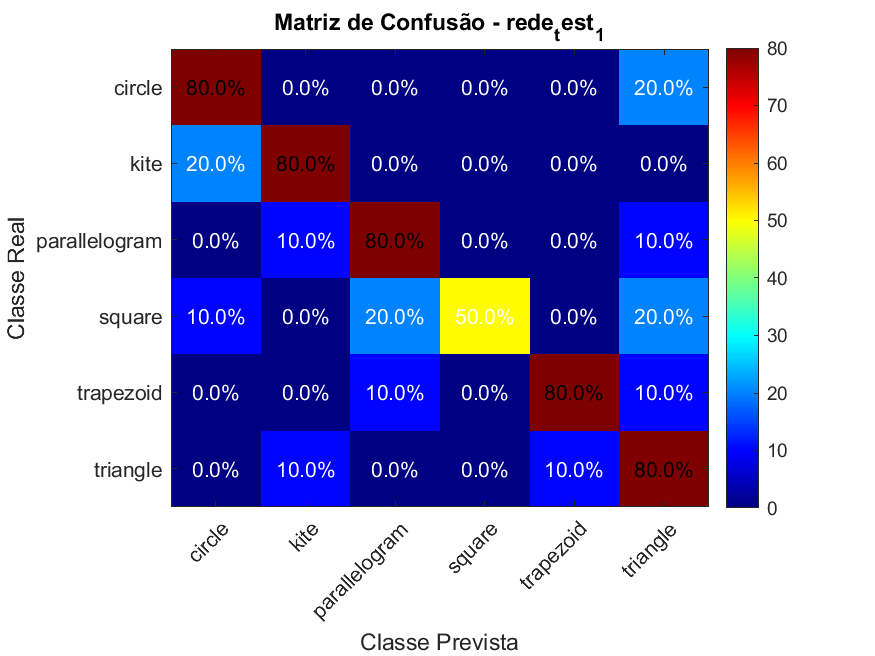 Matriz de Confusão - rede_test_1
circle 80.0% 0.0% 0.0% 0.0% 0.0% 20.0%
kite 20.0% 80.0% 0.0% 0.0% 0.0% 0.0%
parallelogram 0.0% 10.0% 80.0% 0.0% 0.0% 10.0%
square 10.0% 0.0% 20.0% 50.0% 0.0% 20.0%
trapezoid 0.0% 0.0% 10.0% 0.0% 80.0% 10.0%
triangle 0.0% 10.0% 0.0% 0.0% 10.0% 80.0%
circle kite parallelogram square trapezoid triangle
Classe Prevista
Classe Real
80
70
60
50
40
30
20
10
0